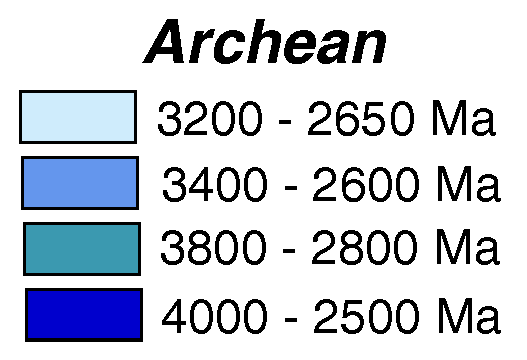 Archean
3200 - 2650 Ma
3400 - 2600 Ma
3800 - 2800 Ma
4000 - 2500 Ma